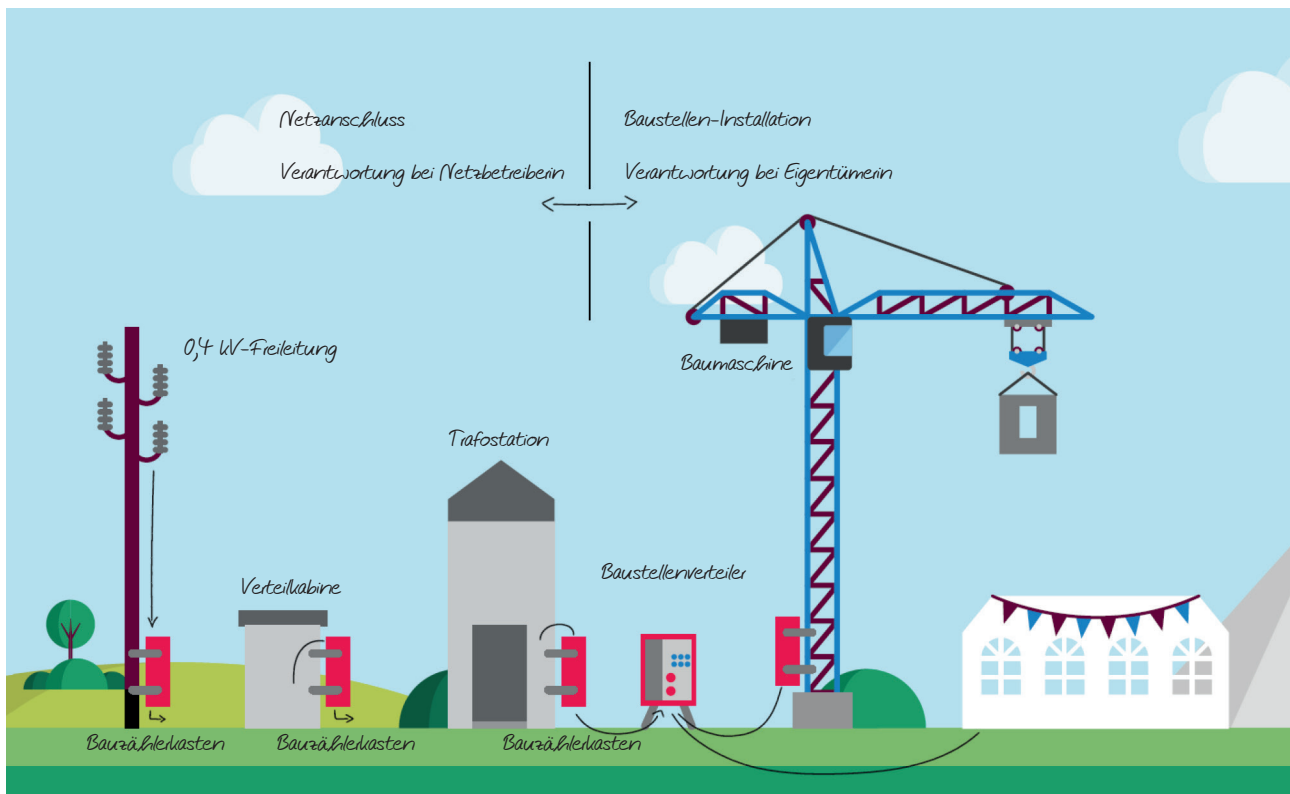 Netzanschluss
Verantwortung bei Netzbetreiberin
Baustellen-Installation
Verantwortung bei Eigentümerin
0,4 kV-Freileitung
Baumaschine
Trafostation
Verteilkabine
Baustellenverteiler
Bauzählerkasten
Bauzählerkasten
Bauzählerkasten